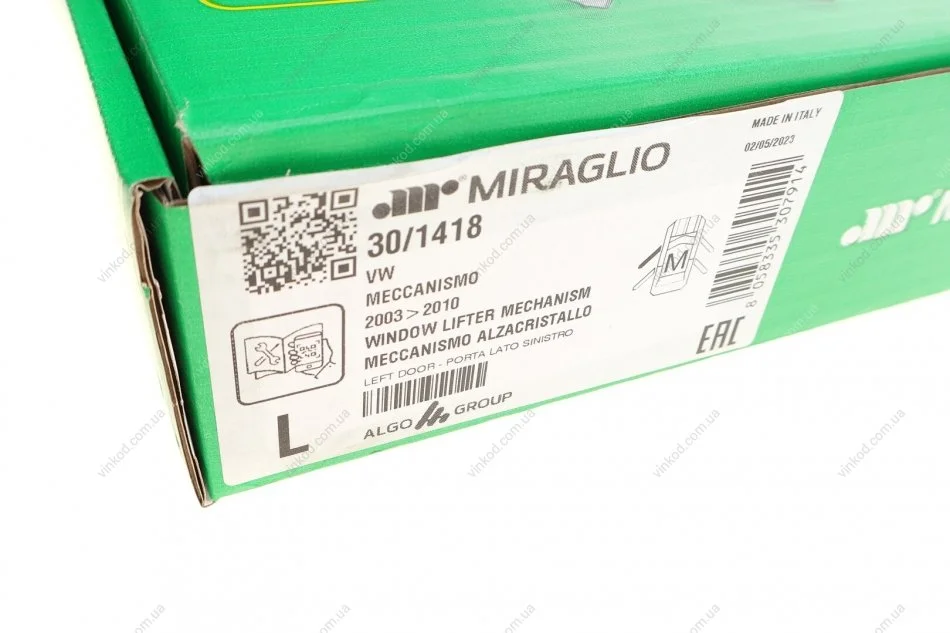 MADE IN ITALY
02/05/2023
MIRAGLIO
30/1418
VW
MECCANISMO
2003 > 2010
WINDOW LIFTER MECHANISM
MECCANISMO ALZACRISTALLO
LEFT DOOR - PORTA LATO SINISTRO
ALGO GROUP
L
M
8 058335 307914
EAC
vinkod.com.ua